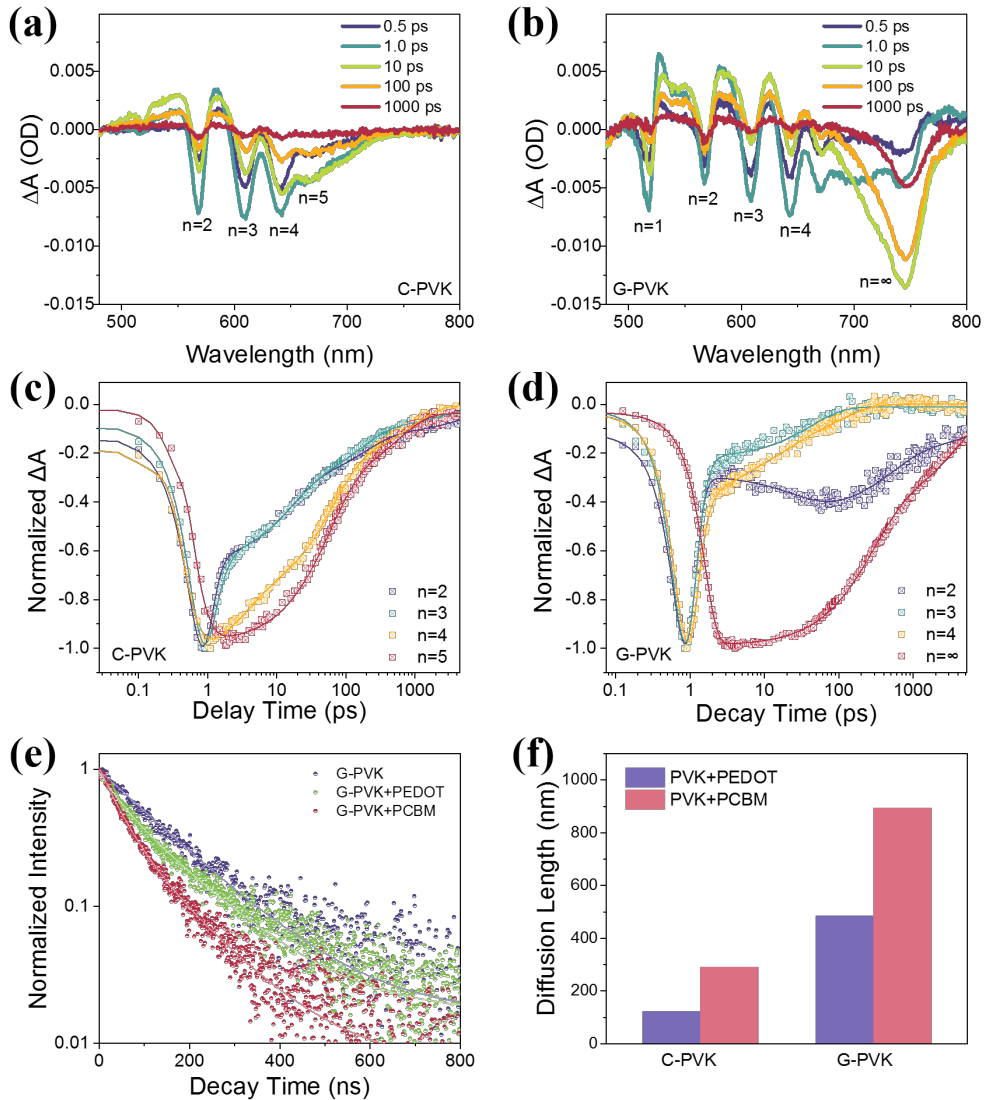 (a)
0.5 ps
1.0 ps
10 ps
100 ps
1000 ps
0.005
0.000
-0.005
-0.010
-0.015
ΔA (OD)
n=2
n=3
n=4
n=5
C-PVK
500
600
700
800
Wavelength (nm)
(b)
0.5 ps
1.0 ps
10 ps
100 ps
1000 ps
0.005
0.000
-0.005
-0.010
-0.015
ΔA (OD)
n=1
n=2
n=3
n=4
n=∞
G-PVK
500
600
700
800
Wavelength (nm)
(c)
0.0
-0.2
-0.4
-0.6
-0.8
-1.0
Normalized ΔA
n=2
n=3
n=4
n=5
C-PVK
0.1
1
10
100
1000
Delay Time (ps)
(d)
0.0
-0.2
-0.4
-0.6
-0.8
-1.0
Normalized ΔA
n=2
n=3
n=4
n=∞
G-PVK
0.1
1
10
100
1000
Decay Time (ps)
(e)
1
0.1
0.01
Normalized Intensity
G-PVK
G-PVK+PEDOT
G-PVK+PCBM
0
200
400
600
800
Decay Time (ns)
(f)
1000
800
600
400
200
0
Diffusion Length (nm)
PVK+PEDOT
PVK+PCBM
C-PVK
G-PVK